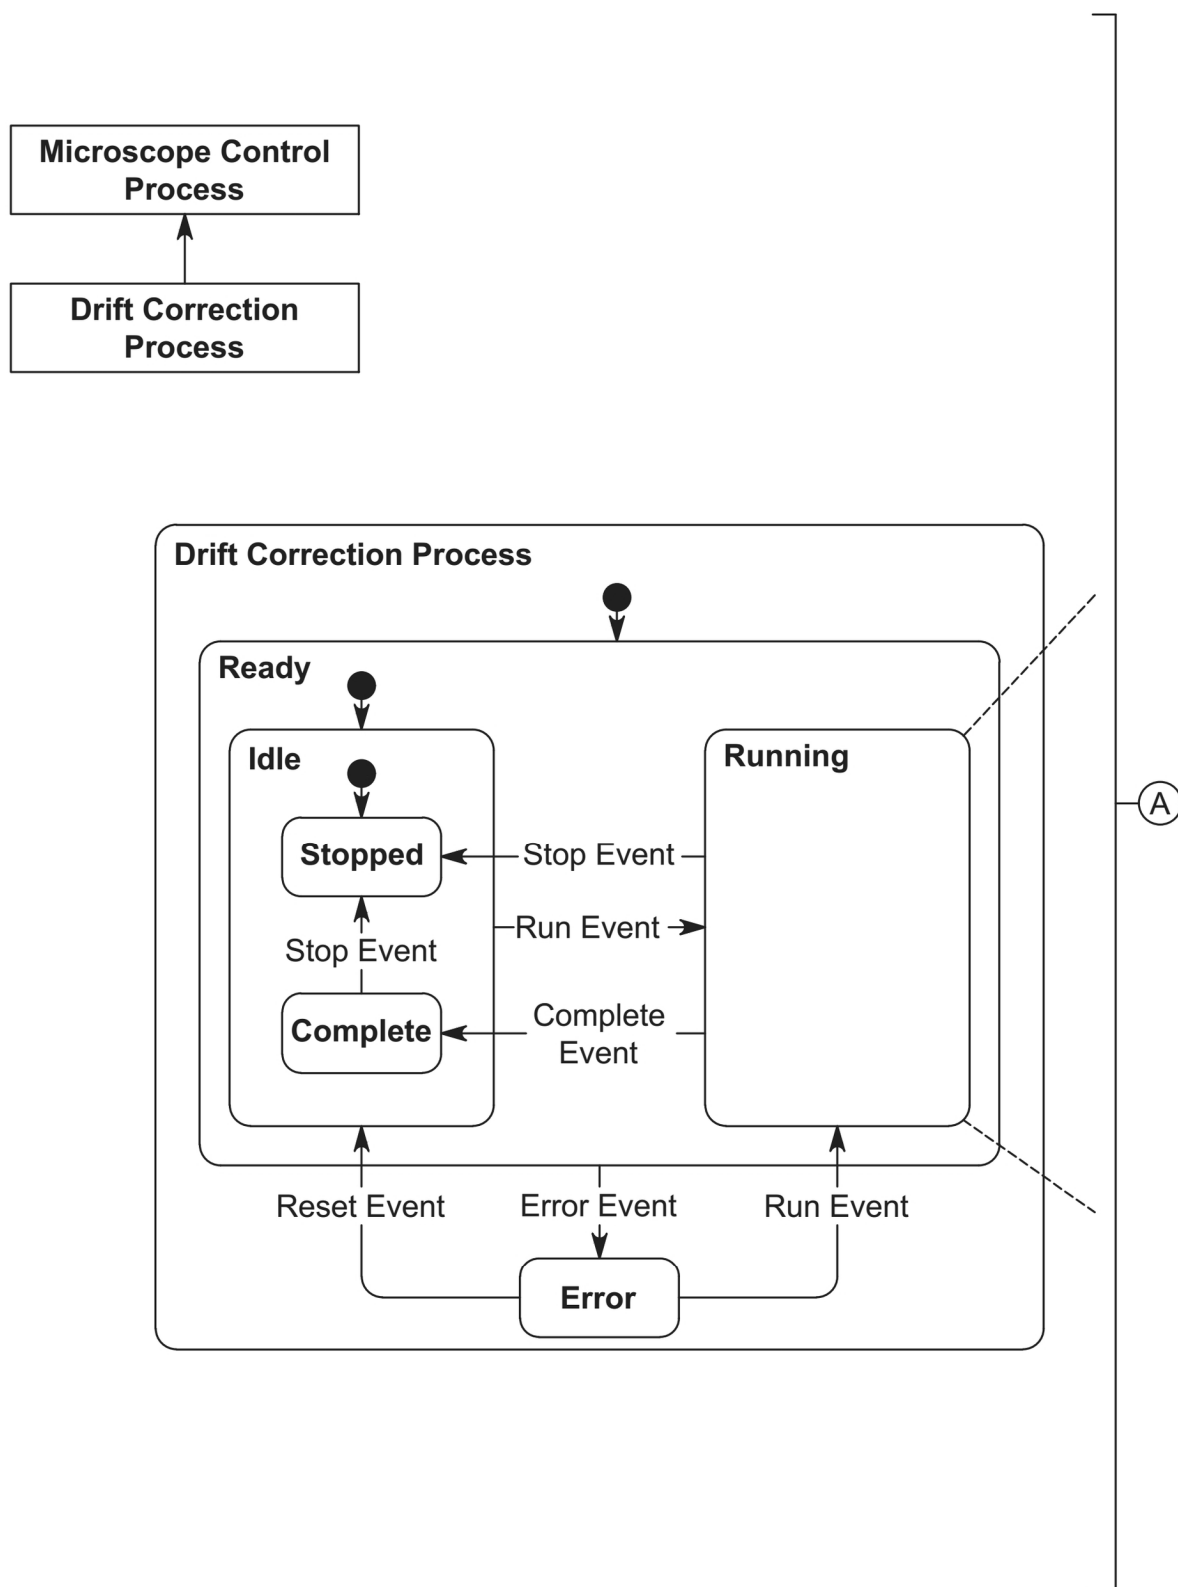 Microscope Control
Process
Drift Correction
Process
Drift Correction Process
Ready
Idle
Running
A
Stopped
Stop Event
Run Event
Stop Event
Complete
Event
Complete
Reset Event
Error Event
Run Event
Error